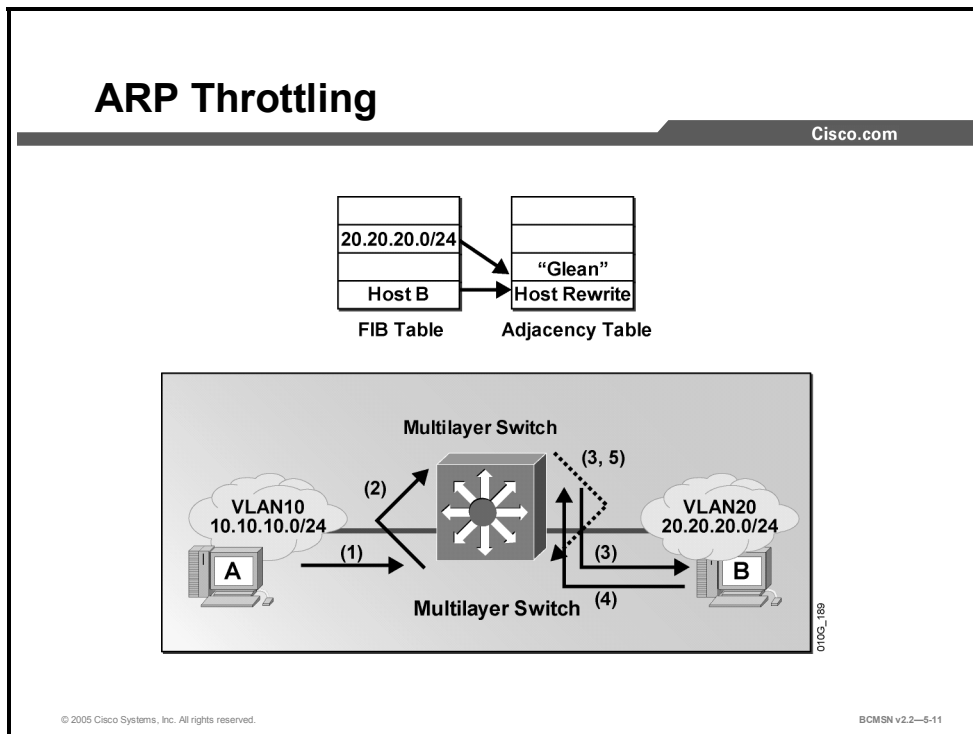 ARP Throttling
Cisco.com
20.20.20.0/24
"Glean"
Host B
Host Rewrite
FIB Table
Adjacency Table
Multilayer Switch
(2)
(3, 5)
VLAN10
10.10.10.0/24
VLAN20
20.20.20.0/24
(1)
(3)
A
B
Multilayer Switch
(4)
010G_189
© 2005 Cisco Systems, Inc. All rights reserved.
BCMSN v2.2—5-11